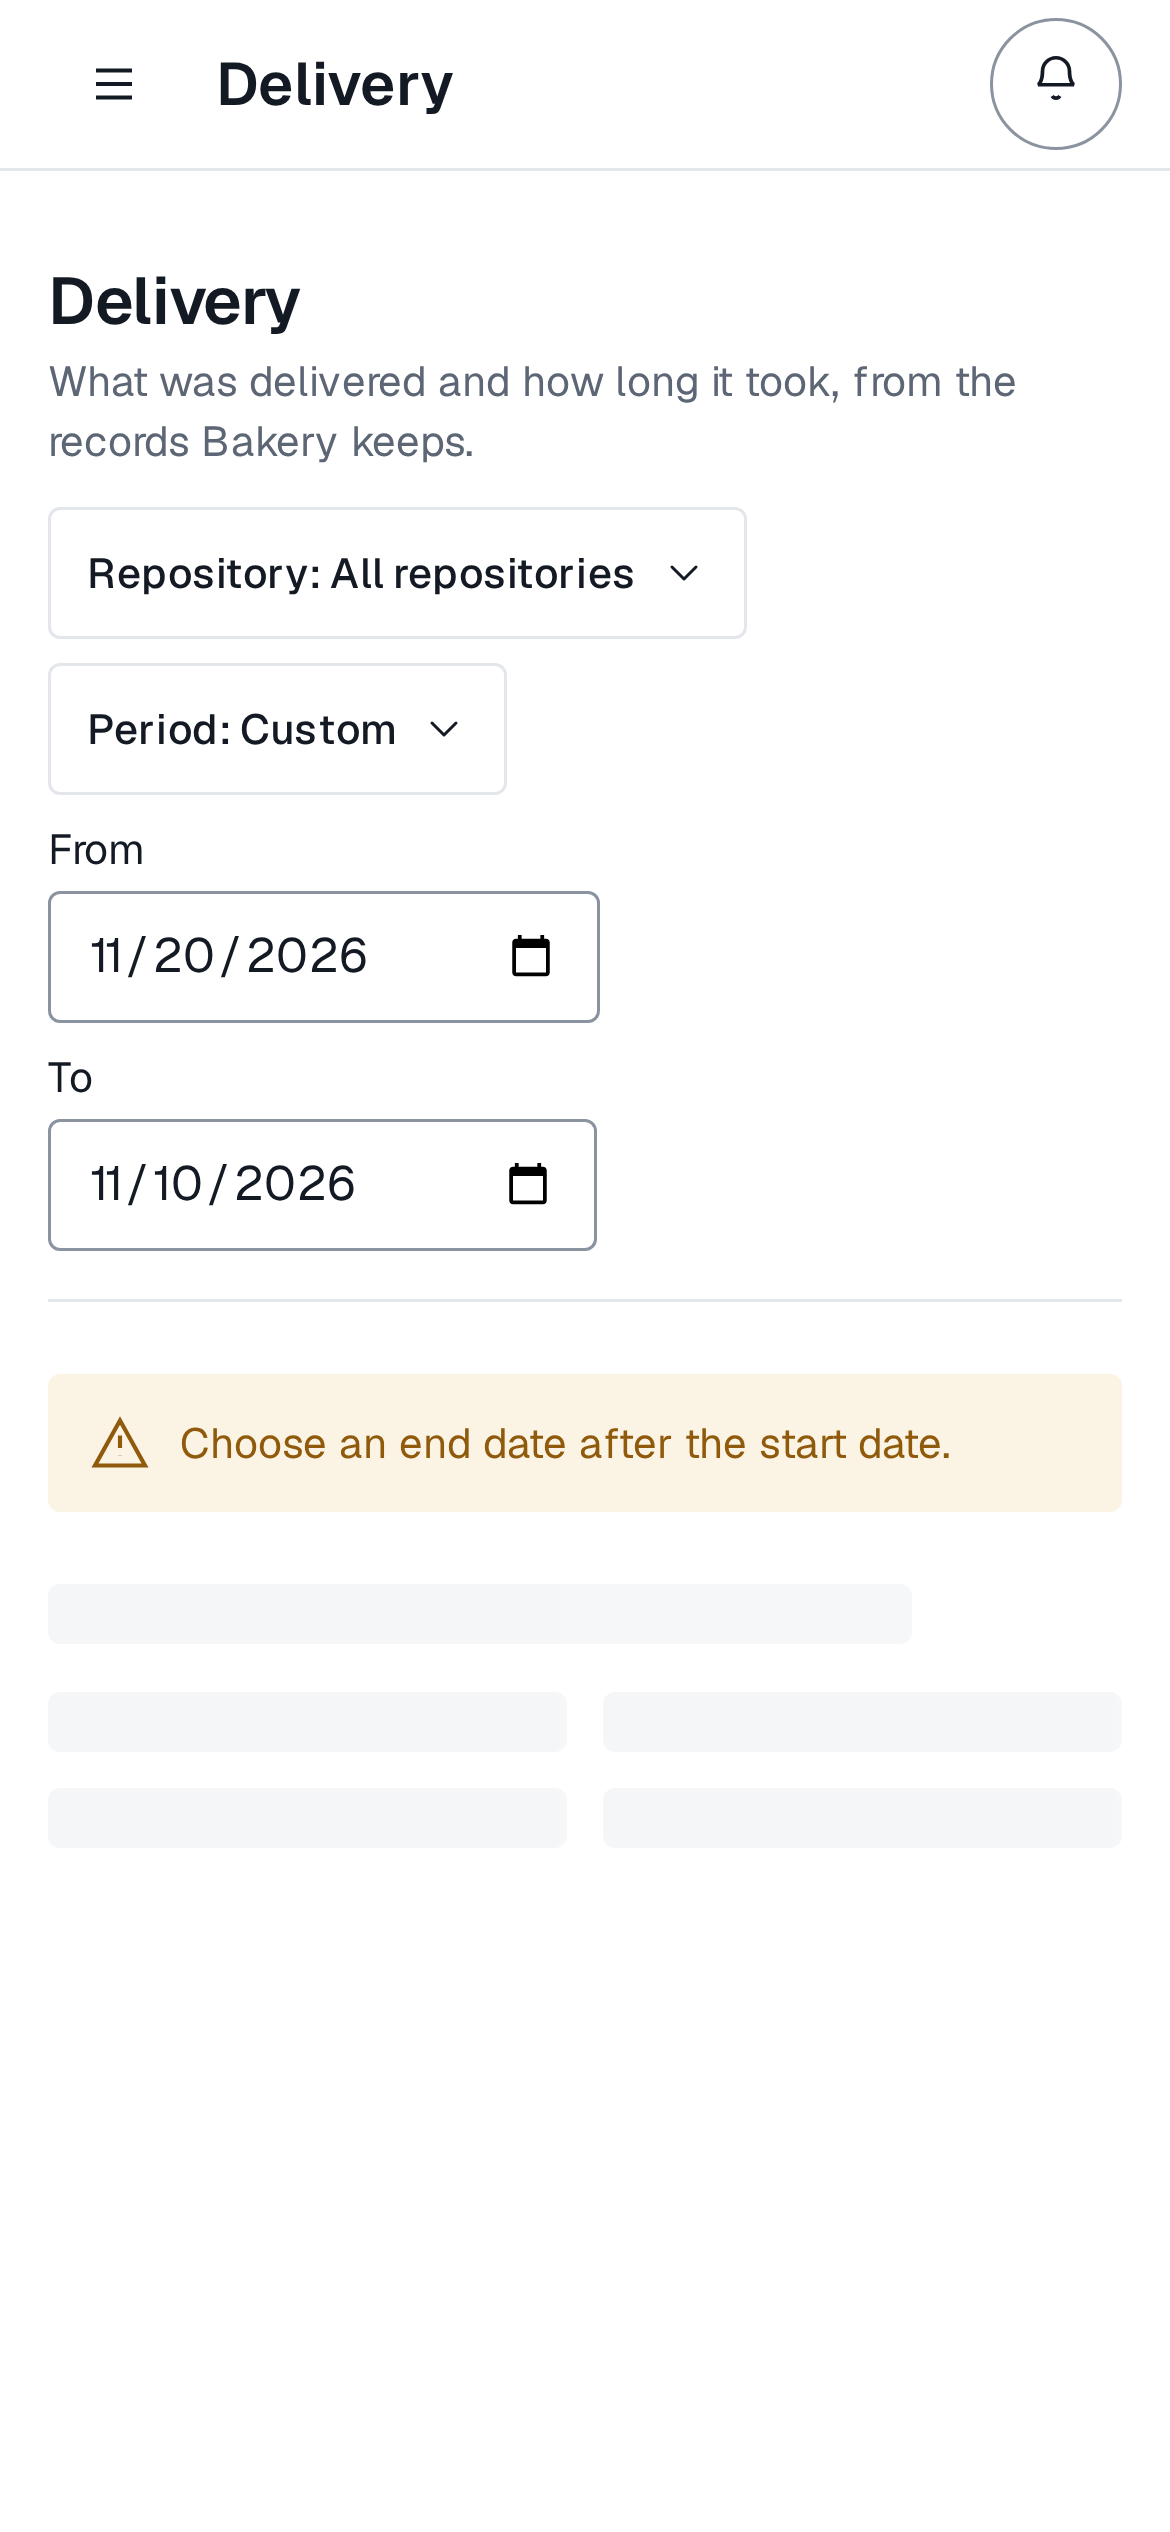 Delivery
Delivery
What was delivered and how long it took, from the
records Bakery keeps.
Repository: All repositories
Period: Custom
From
11/20/2026
To
11/10/2026
Choose an end date after the start date.